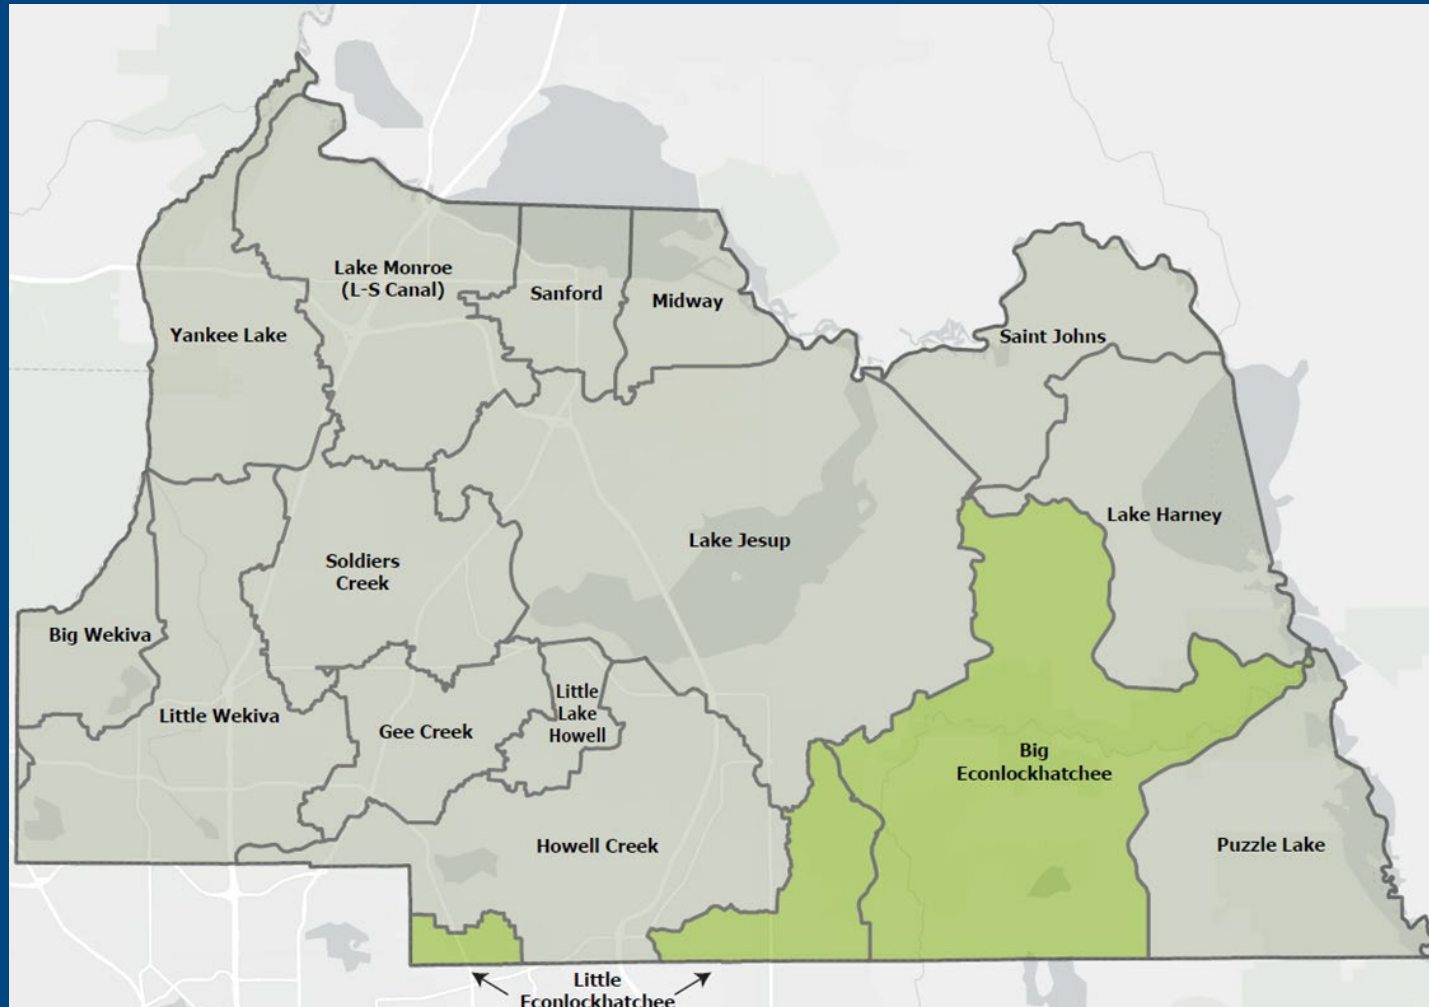 Lake Monroe
(L-S Canal)
Sanford
Midway
Yankee Lake
Saint Johns
Lake Harney
Lake Jesup
Soldiers
Creek
Big Wekiva
Little Wekiva
Gee Creek
Little
Lake
Howell
Big
Econlockhatchee
Howell Creek
Puzzle Lake
Little
Econlockhatchee